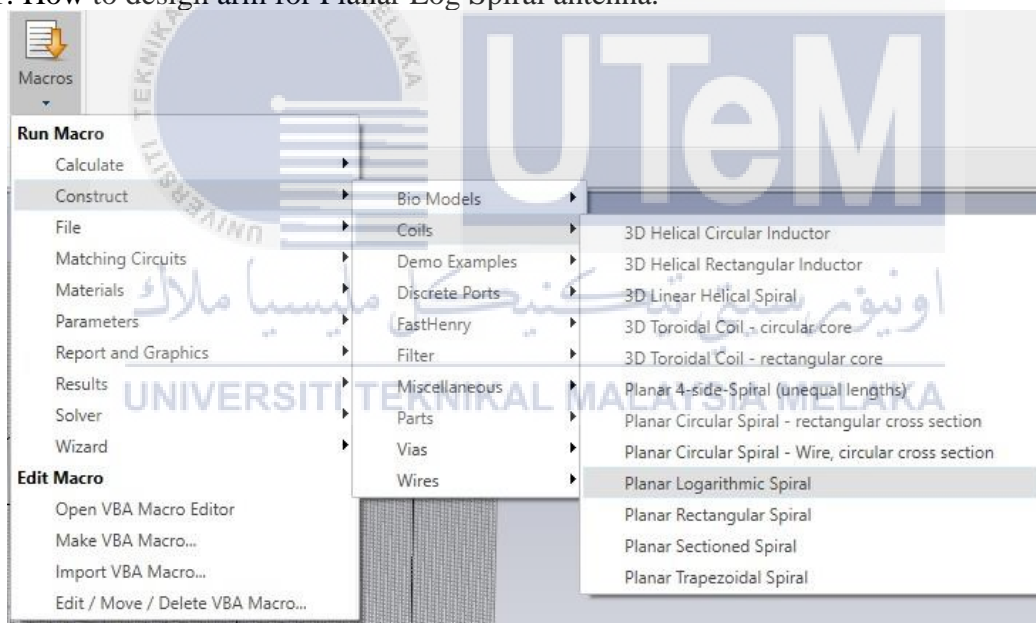 How to design arm for Planar Log Spiral antenna.
Macros
Run Macro
Calculate
Construct
File
Matching Circuits
Materials
Parameters
Report and Graphics
Results
Solver
Wizard
Edit Macro
Open VBA Macro Editor
Make VBA Macro...
Import VBA Macro...
Edit / Move / Delete VBA Macro...
Bio Models
Coils
Demo Examples
Discrete Ports
FastHenry
Filter
Miscellaneous
Parts
Vias
Wires
3D Helical Circular Inductor
3D Helical Rectangular Inductor
3D Linear Helical Spiral
3D Toroidal Coil - circular core
3D Toroidal Coil - rectangular core
Planar 4-side-Spiral (unequal lengths)
Planar Circular Spiral - rectangular cross section
Planar Circular Spiral - Wire, circular cross section
Planar Logarithmic Spiral
Planar Rectangular Spiral
Planar Sectioned Spiral
Planar Trapezoidal Spiral
UTeM
UNIVERSITI TEKNIKAL MALAYSIA MELAKA
اونيورسيتي تيكنيكل مليسيا ملاك